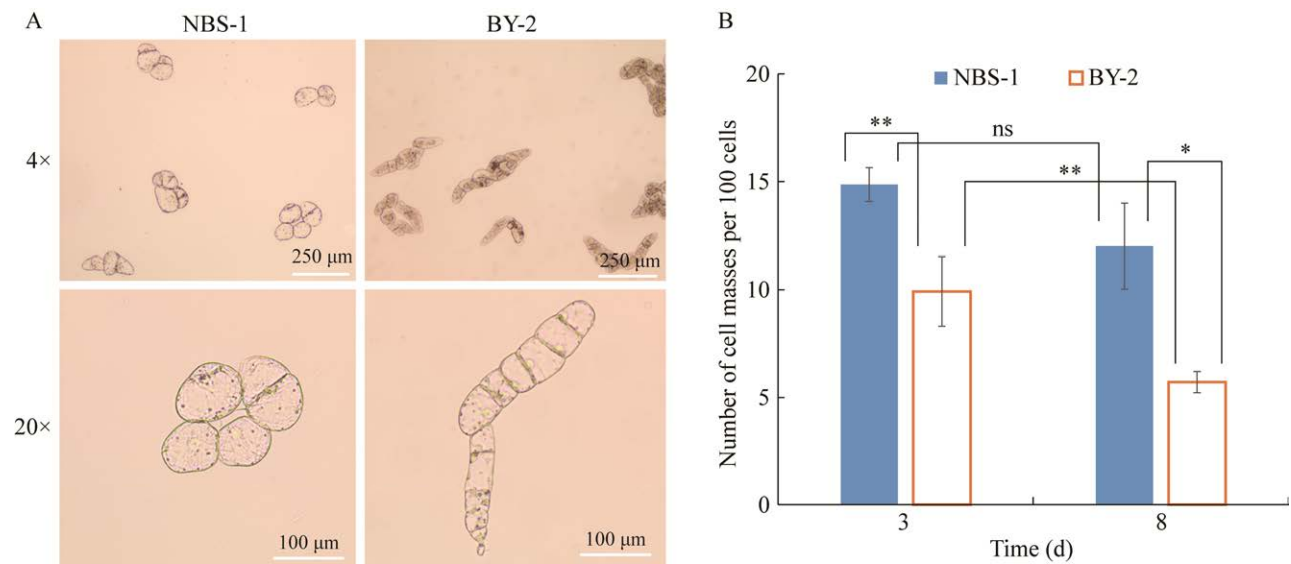 A
NBS-1
BY-2
4×
250 μm
250 μm
20×
100 μm
100 μm
B
NBS-1
BY-2
Number of cell masses per 100 cells
20
15
10
5
0
**
ns
**
*
3
8
Time (d)